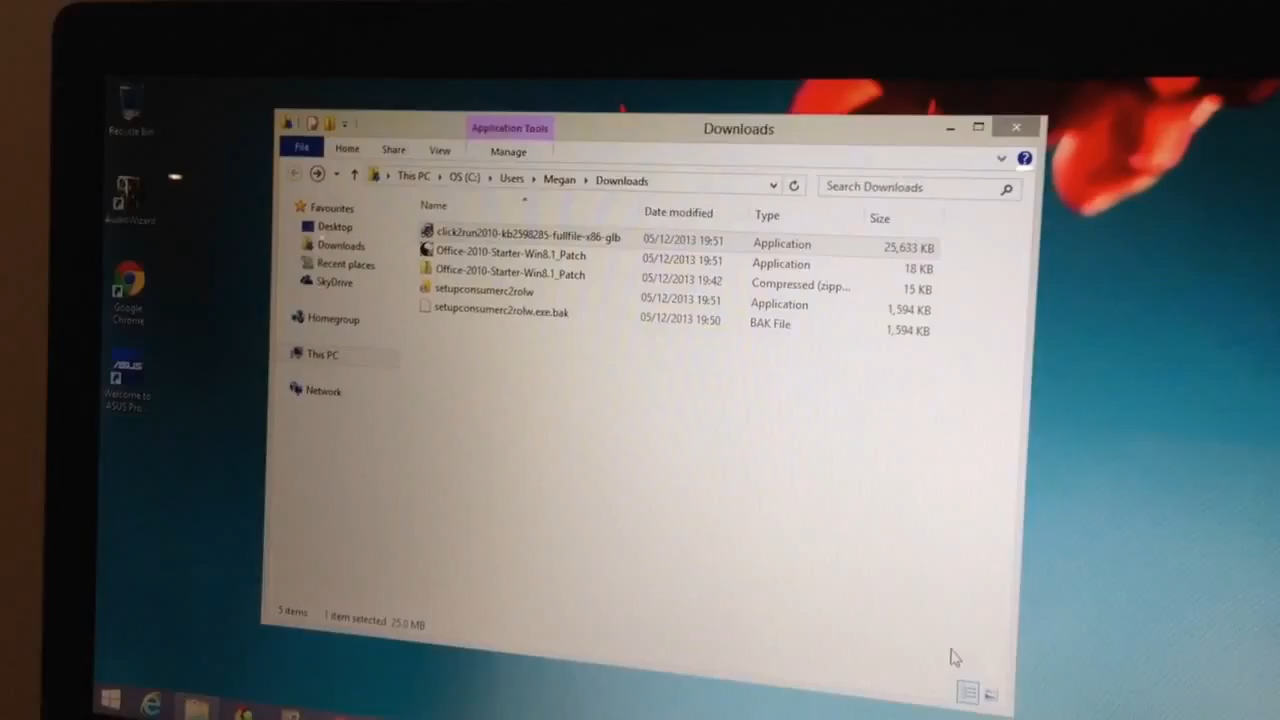 Recycle Bin
AudioWizard
Google
Chrome
ASUS
Welcome to
ASUS Pro...
Application Tools
Downloads
File Home Share View Manage
This PC OS (C:) Users Megan Downloads
Search Downloads
Favourites
Desktop
Downloads
Recent places
SkyDrive
Homegroup
This PC
Network
Name Date modified Type Size
click2run2010-kb2598285-fullfile-x86-glb 05/12/2013 19:51 Application 25,633 KB
Office-2010-Starter-Win8.1_Patch 05/12/2013 19:51 Application 18 KB
Office-2010-Starter-Win8.1_Patch 05/12/2013 19:42 Compressed (zipp... 15 KB
setupconsumerc2rolw 05/12/2013 19:51 Application 1,594 KB
setupconsumerc2rolw.exe.bak 05/12/2013 19:50 BAK File 1,594 KB
5 items 1 item selected 25.0 MB